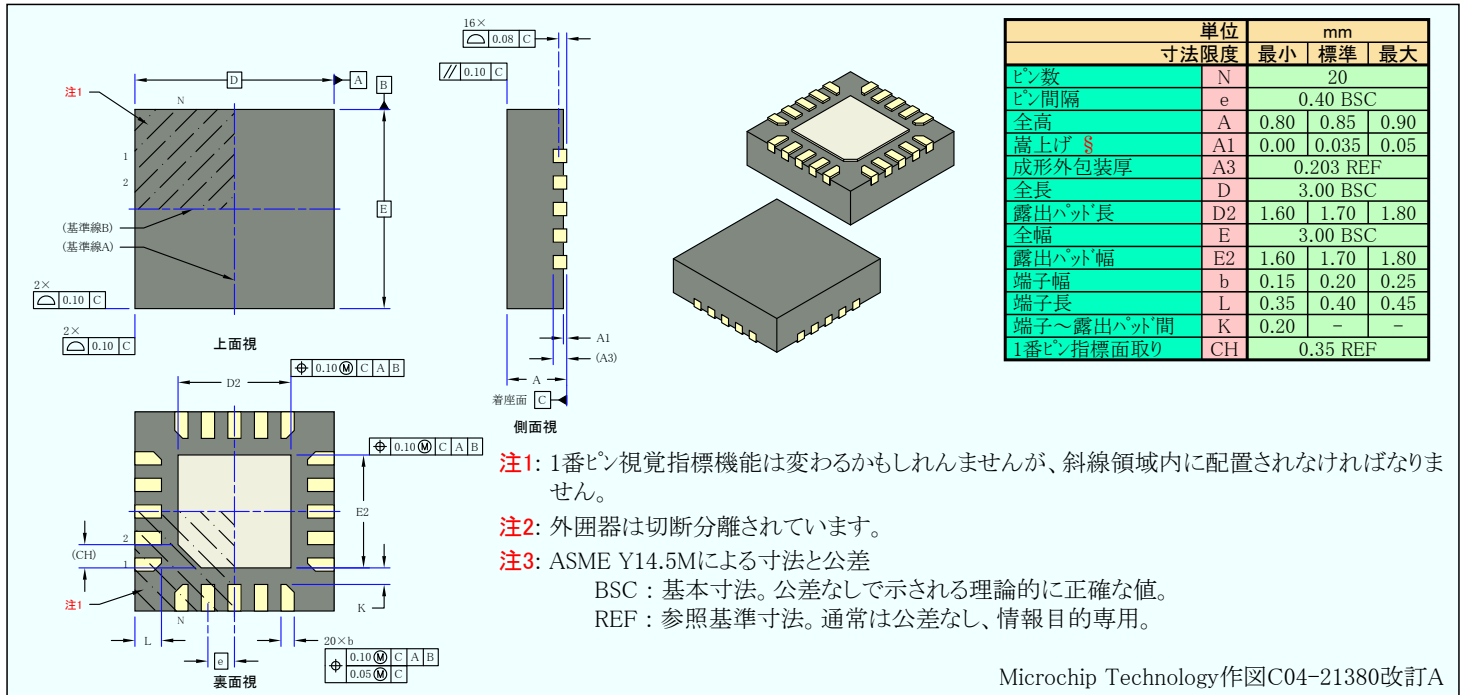 16×
0.08 C
// 0.10 C
D
A
B
注1
N
1
2
E
(基準線B)
(基準線A)
2×
0.10 C
2×
0.10 C
上面視
A1
(A3)
A
着座面 C
側面視
単位 mm
寸法限度 最小 標準 最大
ピン数 N 20
ピン間隔 e 0.40 BSC
全高 A 0.80 0.85 0.90
嵩上げ § A1 0.00 0.035 0.05
成形外包装厚 A3 0.203 REF
全長 D 3.00 BSC
露出パッド長 D2 1.60 1.70 1.80
全幅 E 3.00 BSC
露出パッド幅 E2 1.60 1.70 1.80
端子幅 b 0.15 0.20 0.25
端子長 L 0.35 0.40 0.45
端子～露出パッド間 K 0.20 - -
1番ピン指標面取り CH 0.35 REF
⌖ 0.10 Ⓜ C A B
D2
⌖ 0.10 Ⓜ C A B
E2
2
(CH)
1
注1
N
K
L
e
20×b
⌖ 0.10 Ⓜ C A B
0.05 Ⓜ C
裏面視
注1: 1番ピン視覚指標機能は変わるかもしれんませんが、斜線領域内に配置されなければなりま
せん。
注2: 外囲器は切断分離されています。
注3: ASME Y14.5Mによる寸法と公差
BSC : 基本寸法。公差なしで示される理論的に正確な値。
REF : 参照基準寸法。通常は公差なし、情報目的専用。
Microchip Technology作図C04-21380改訂A